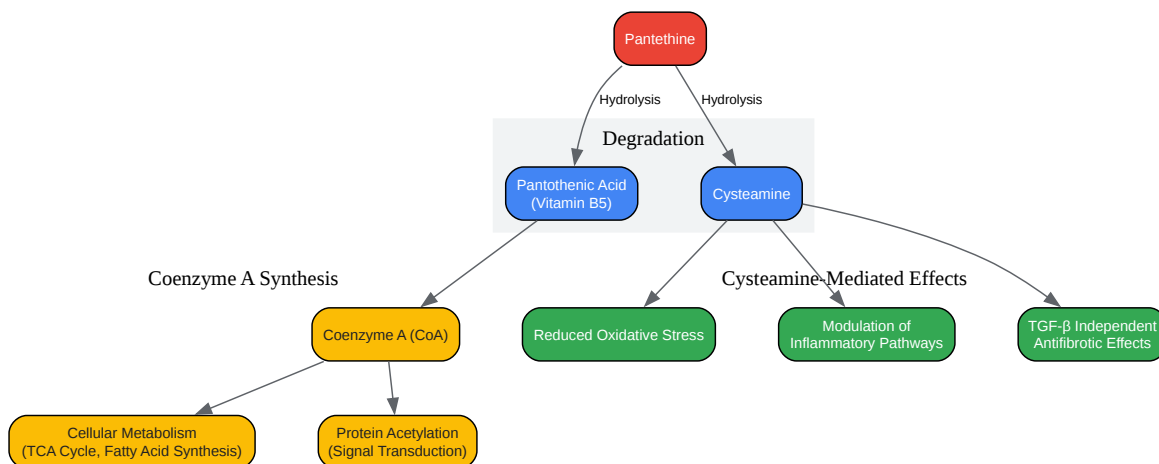 Pantethine
Hydrolysis
Hydrolysis
Degradation
Pantothenic Acid
(Vitamin B5)
Cysteamine
Coenzyme A Synthesis
Cysteamine-Mediated Effects
Coenzyme A (CoA)
Reduced Oxidative Stress
Modulation of
Inflammatory Pathways
TGF-β Independent
Antifibrotic Effects
Cellular Metabolism
(TCA Cycle, Fatty Acid Synthesis)
Protein Acetylation
(Signal Transduction)